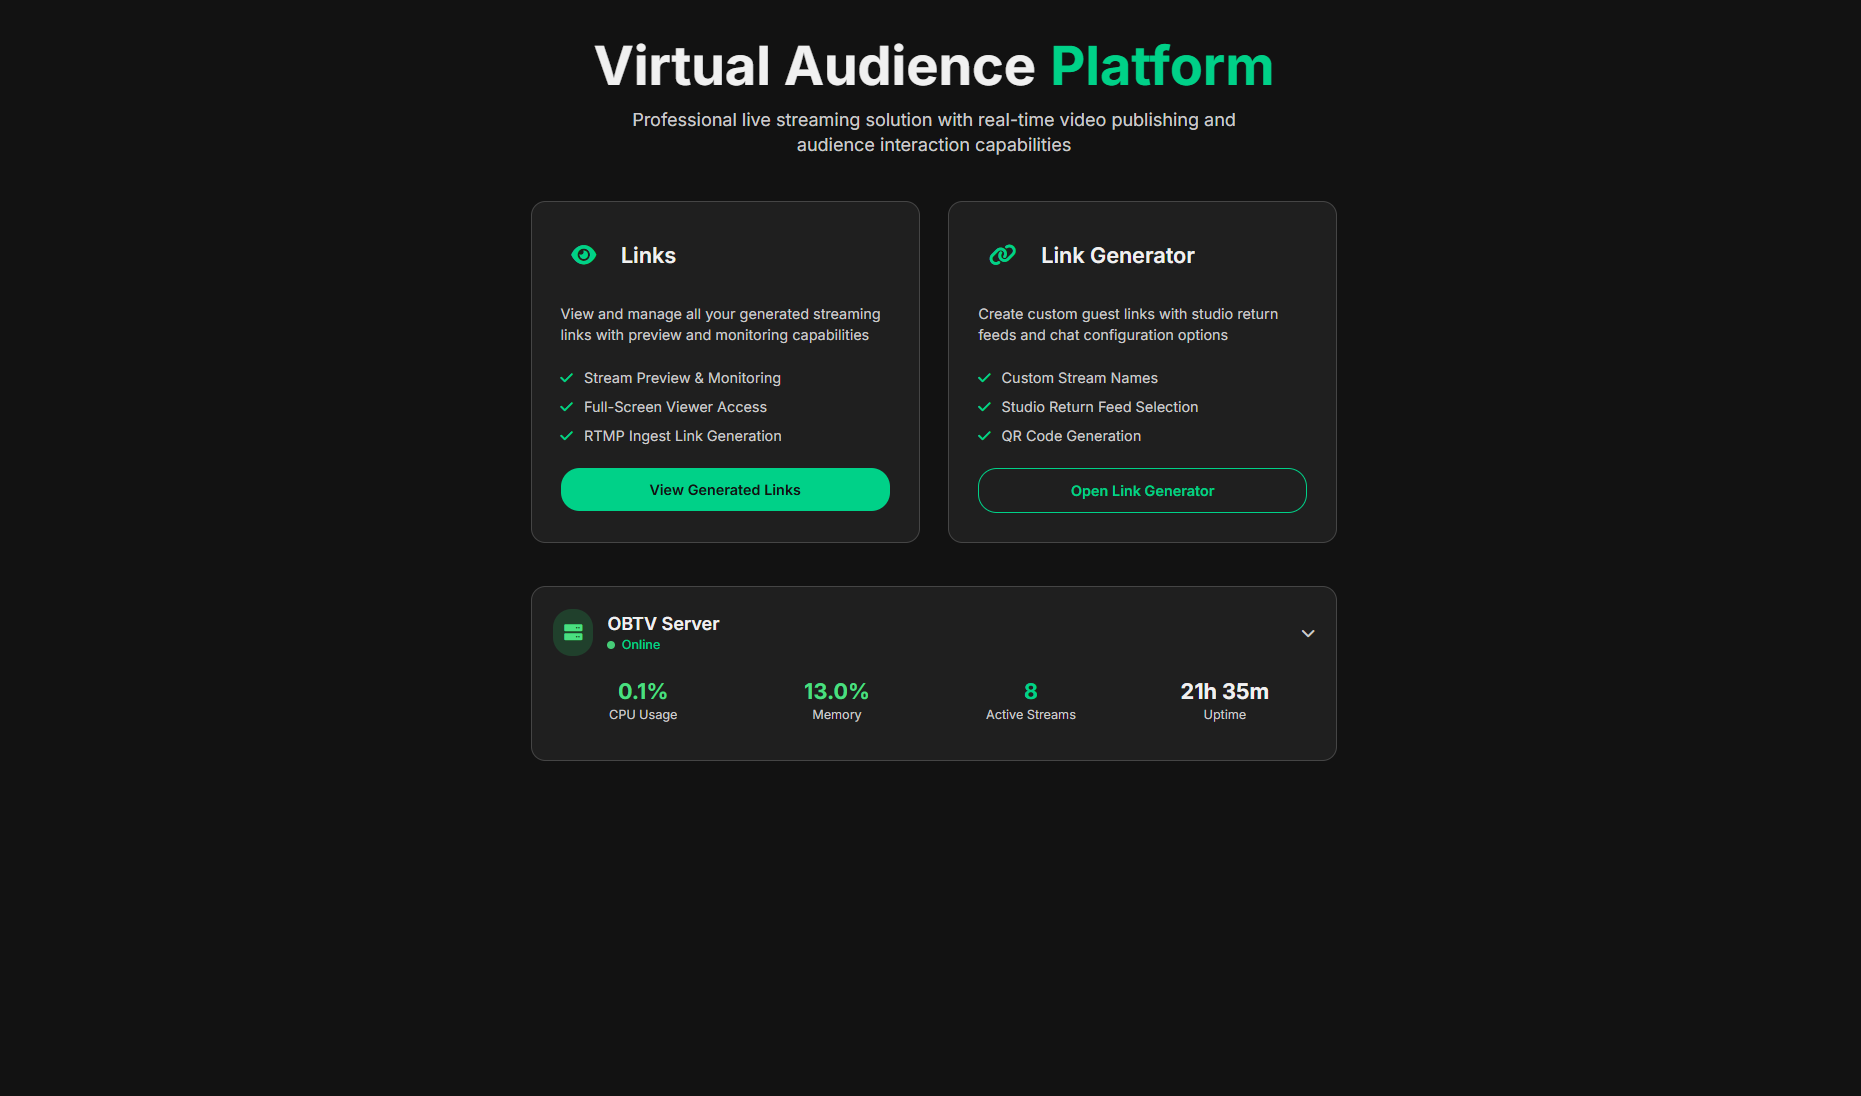 Virtual Audience Platform
Professional live streaming solution with real-time video publishing and
audience interaction capabilities
Links
View and manage all your generated streaming
links with preview and monitoring capabilities
Stream Preview & Monitoring
Full-Screen Viewer Access
RTMP Ingest Link Generation
View Generated Links
Link Generator
Create custom guest links with studio return
feeds and chat configuration options
Custom Stream Names
Studio Return Feed Selection
QR Code Generation
Open Link Generator
OBTV Server
Online
0.1%
CPU Usage
13.0%
Memory
8
Active Streams
21h 35m
Uptime